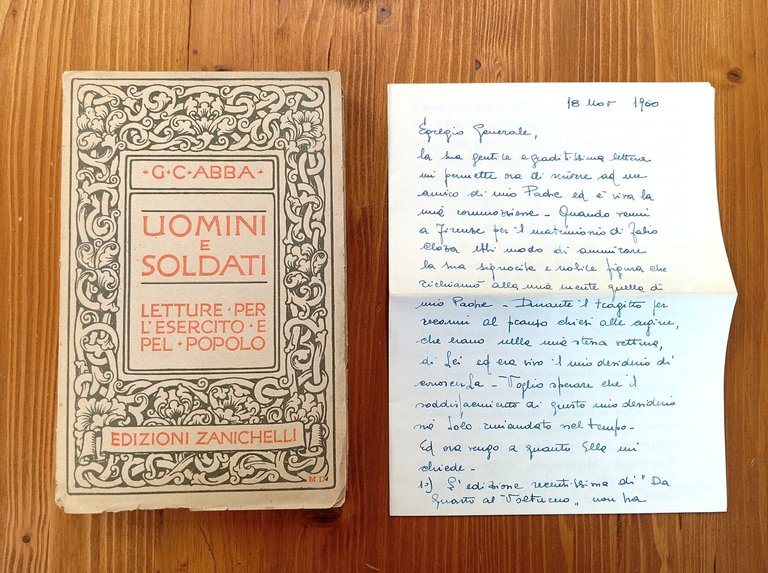 ·G·C·ABBA·
UOMINI
E
SOLDATI
LETTURE·PER
L'ESERCITO·E
PEL·POPOLO
EDIZIONI ZANICHELLI
18 Nov 1960
Egregio Generale,
la sua gentile e graditissima lettera
mi permette ora di scrivere ad un
amico di mio Padre ed è viva la
mia commozione - Quando venni
a Firenze per il matrimonio di Fabio
ebbi modo di ammirare
la sua signorile e nobile figura che
richiamò alla mia mente quella di
mio Padre - Durante il tragitto per
recarmi al pranzo chiesi alle cugine,
che erano nella mia stessa vettura,
di Lei ed era vivo il mio desiderio di
conoscerLa - Voglio sperare che il
soddisfacimento di questo mio desiderio
sia solo rimandato nel tempo -
Ed ora vengo a quanto Ella mi
chiede -
1°) L'edizione recentissima di "Da
Quarto al Volturno" non ha